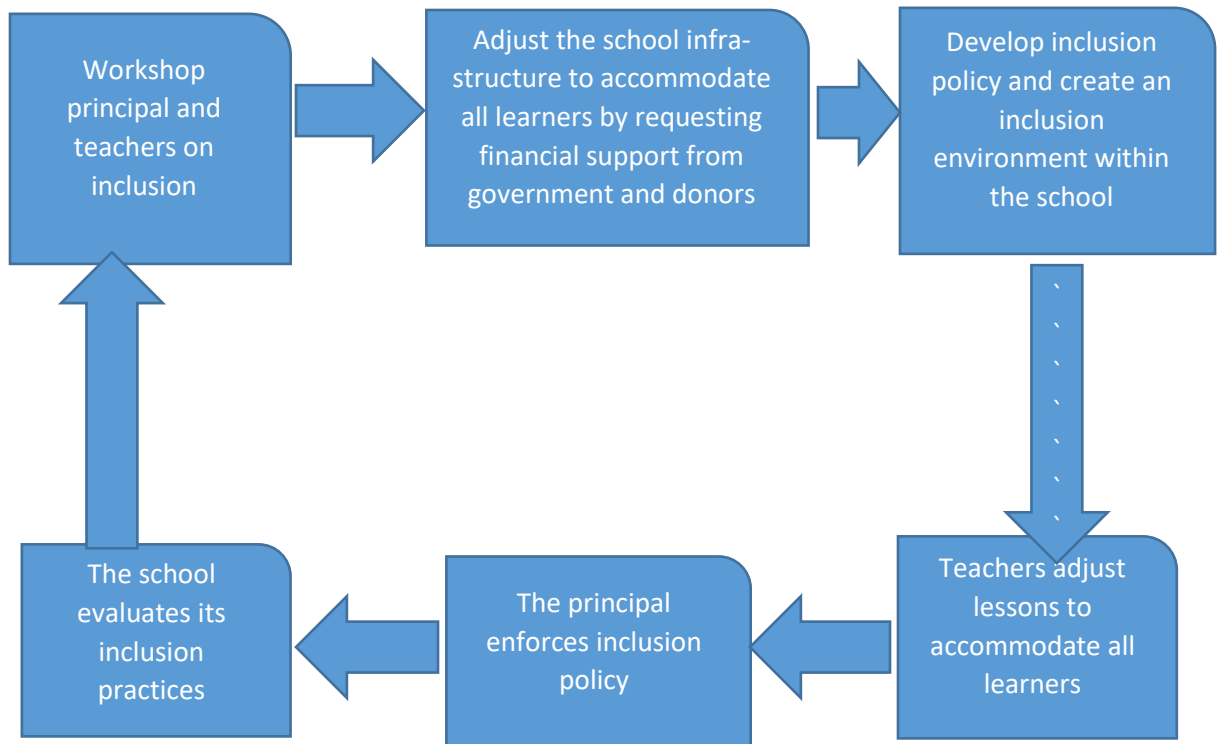 Workshop
principal and
teachers on
inclusion
Adjust the school infra-
structure to accommodate
all learners by requesting
financial support from
government and donors
Develop inclusion
policy and create an
inclusion
environment within
the school
`
`
`
`
`
`
`
Teachers adjust
lessons to
accommodate all
learners
The principal
enforces inclusion
policy
The school
evaluates its
inclusion
practices